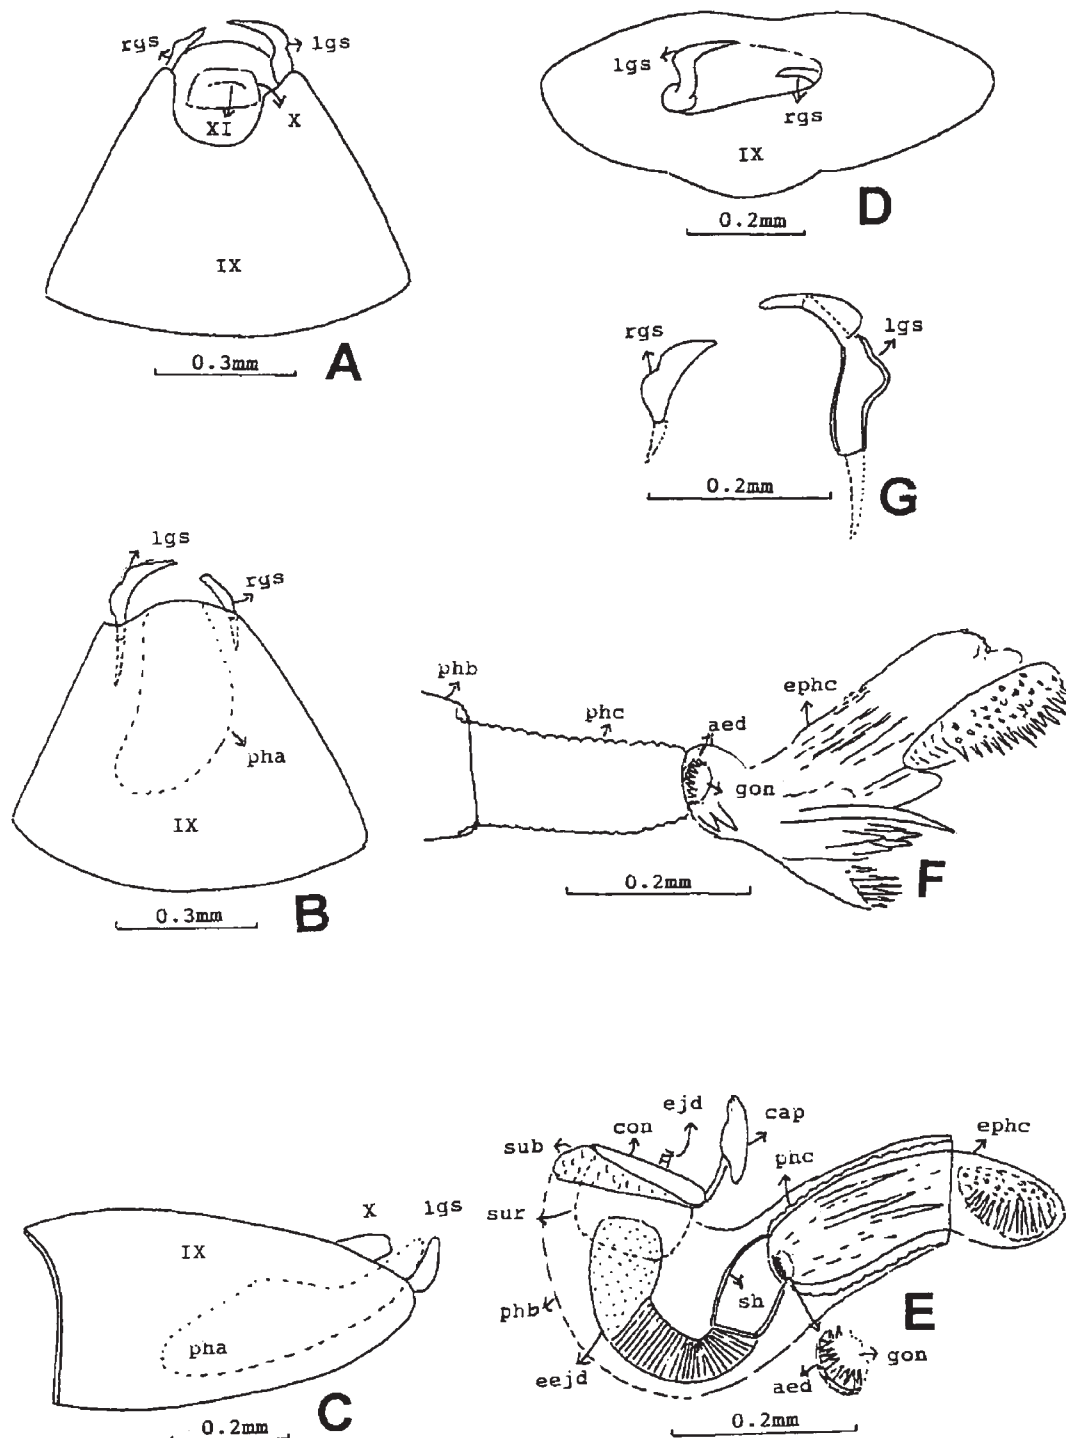 rgs
lgs
XI
X
IX
0.3mm
A
lgs
rgs
IX
0.2mm
D
rgs
lgs
0.2mm
G
lgs
rgs
pha
IX
0.3mm
B
phb
phc
aed
gon
ephc
0.2mm
F
X
lgs
IX
pha
0.2mm
C
sub
con
ejd
cap
phc
ephc
sur
phb
sh
eejd
aed
gon
E
0.2mm